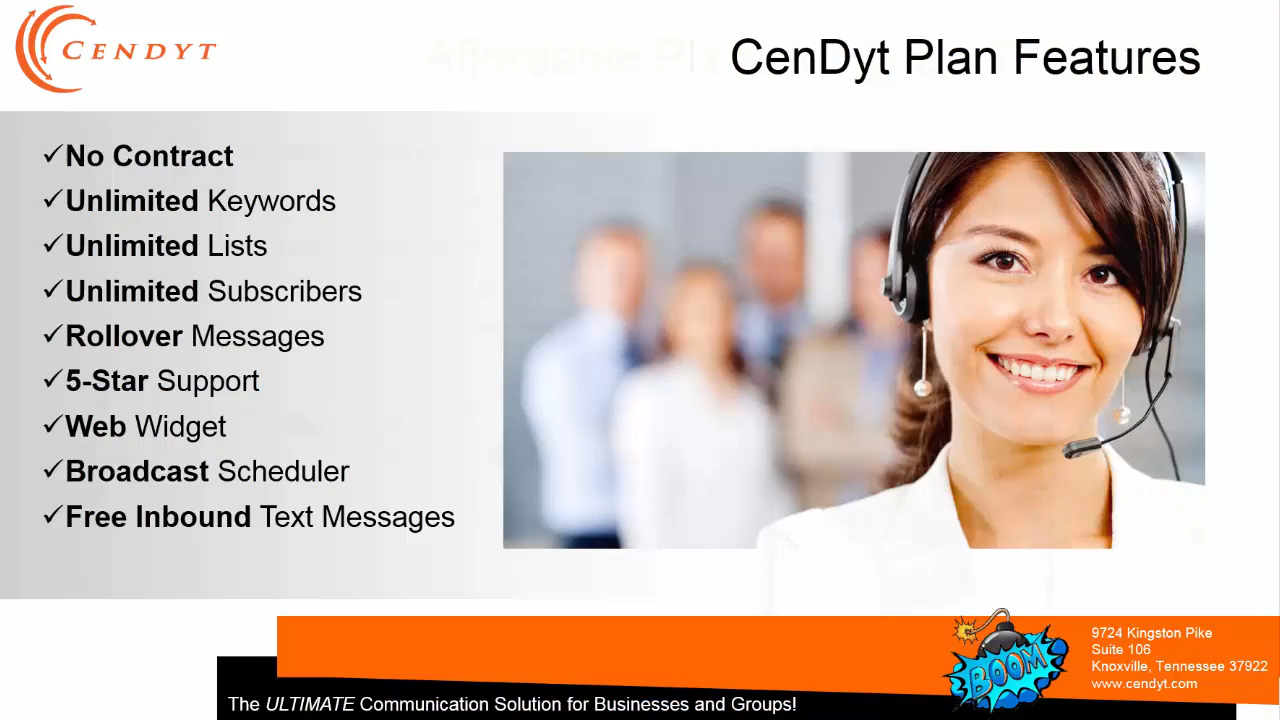 CENDYT
CenDyt Plan Features
✓No Contract
✓Unlimited Keywords
✓Unlimited Lists
✓Unlimited Subscribers
✓Rollover Messages
✓5-Star Support
✓Web Widget
✓Broadcast Scheduler
✓Free Inbound Text Messages
BOOM
9724 Kingston Pike
Suite 106
Knoxville, Tennessee 37922
www.cendyt.com
The ULTIMATE Communication Solution for Businesses and Groups!